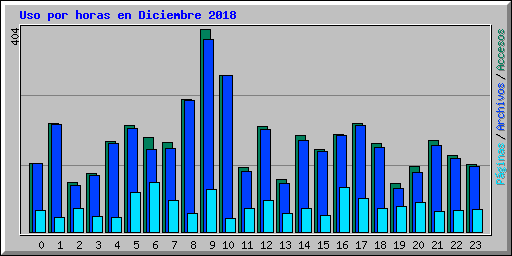 Uso por horas en Diciembre 2018
404
Páginas / Archivos / Accesos
0 1 2 3 4 5 6 7 8 9 10 11 12 13 14 15 16 17 18 19 20 21 22 23